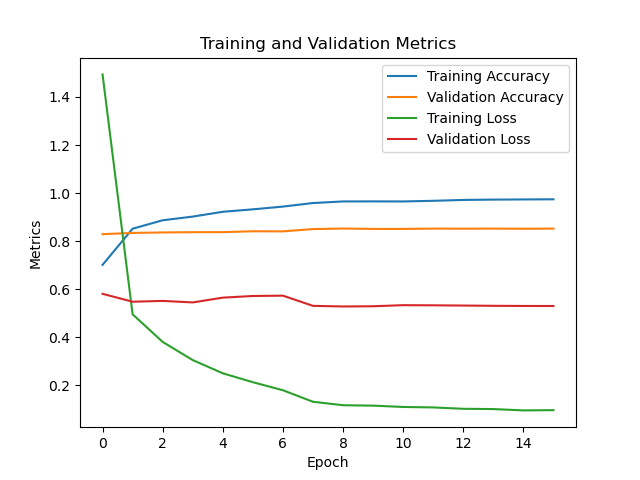 Training and Validation Metrics
Training Accuracy
Validation Accuracy
Training Loss
Validation Loss
Metrics
1.4
1.2
1.0
0.8
0.6
0.4
0.2
0 2 4 6 8 10 12 14
Epoch